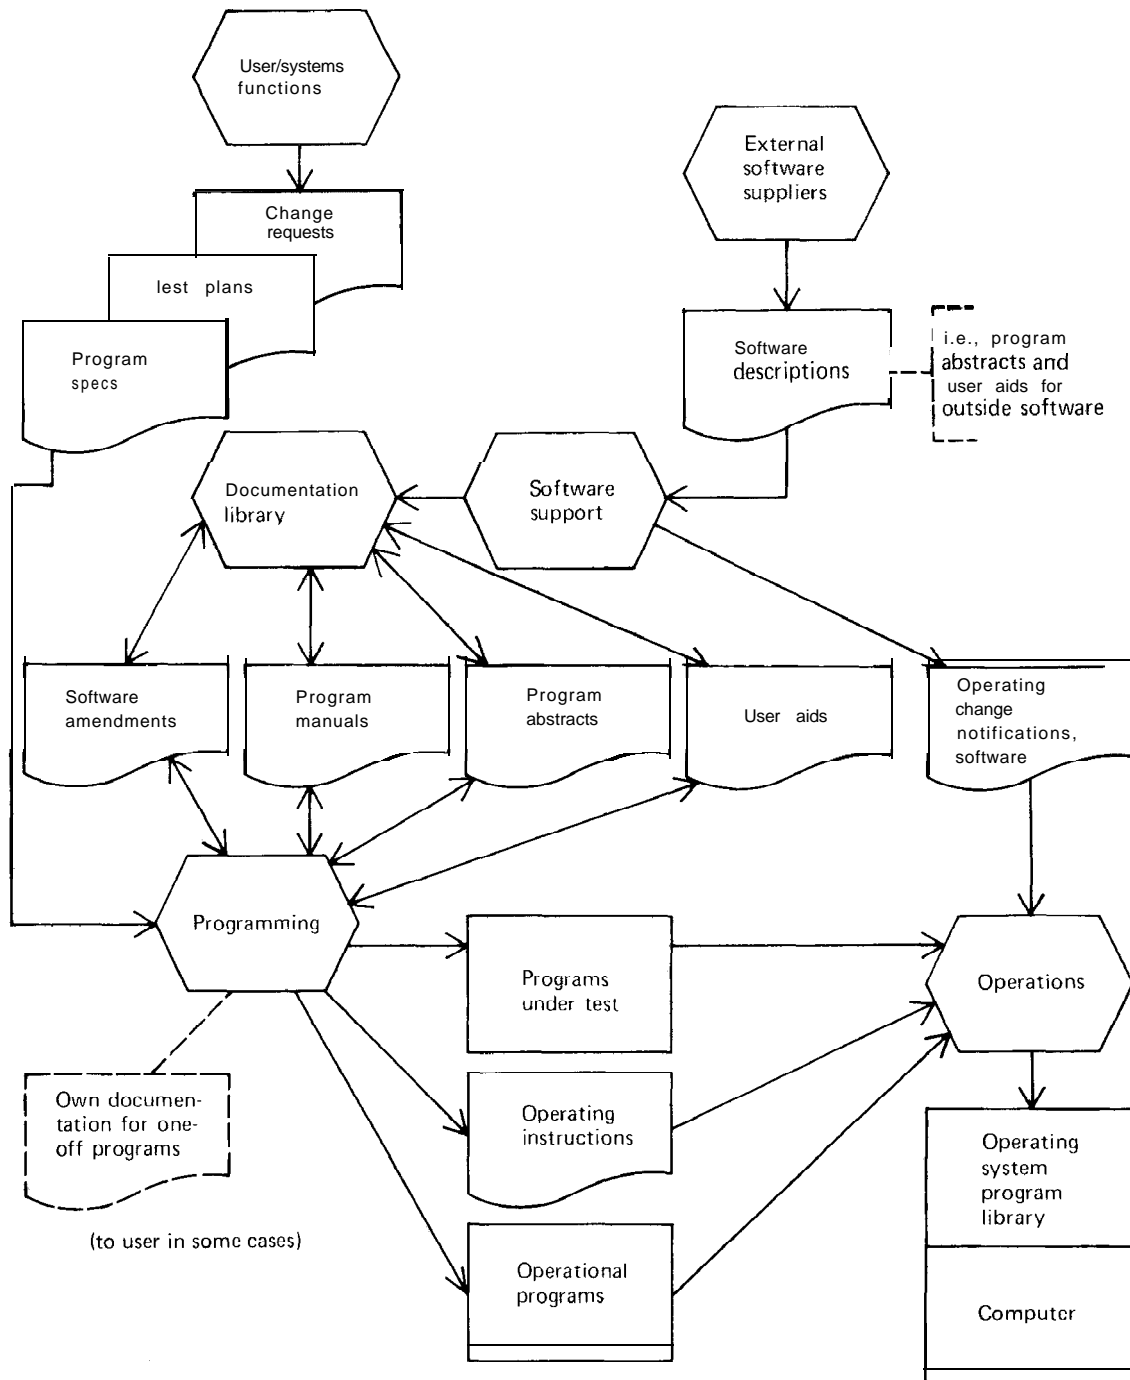 User/systems
functions
External
software
suppliers
Change
requests
lest plans
Program
specs
Software
descriptions
i.e., program
abstracts and
user aids for
outside software
Documentation
library
Software
support
Software
amendments
Program
manuals
Program
abstracts
User aids
Operating
change
notifications,
software
Programming
Programs
under test
Operations
Own documen-
tation for one-
off programs
Operating
instructions
Operating
system
program
library
(to user in some cases)
Operational
programs
Computer